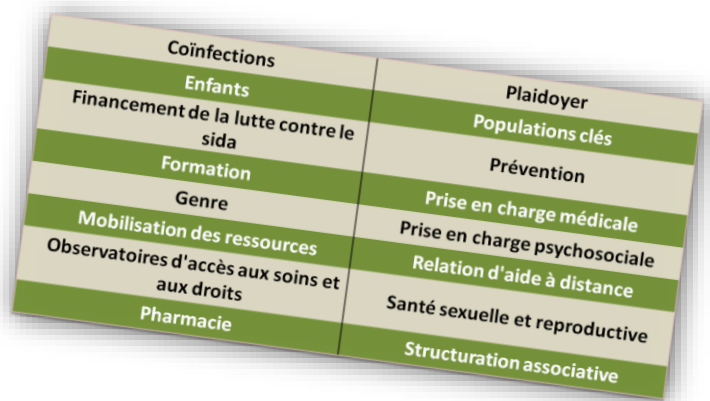 Coïnfections
Plaidoyer
Enfants
Populations clés
Financement de la lutte contre le
sida
Prévention
Formation
Prise en charge médicale
Genre
Prise en charge psychosociale
Mobilisation des ressources
Relation d'aide à distance
Observatoires d'accès aux soins et
aux droits
Santé sexuelle et reproductive
Pharmacie
Structuration associative